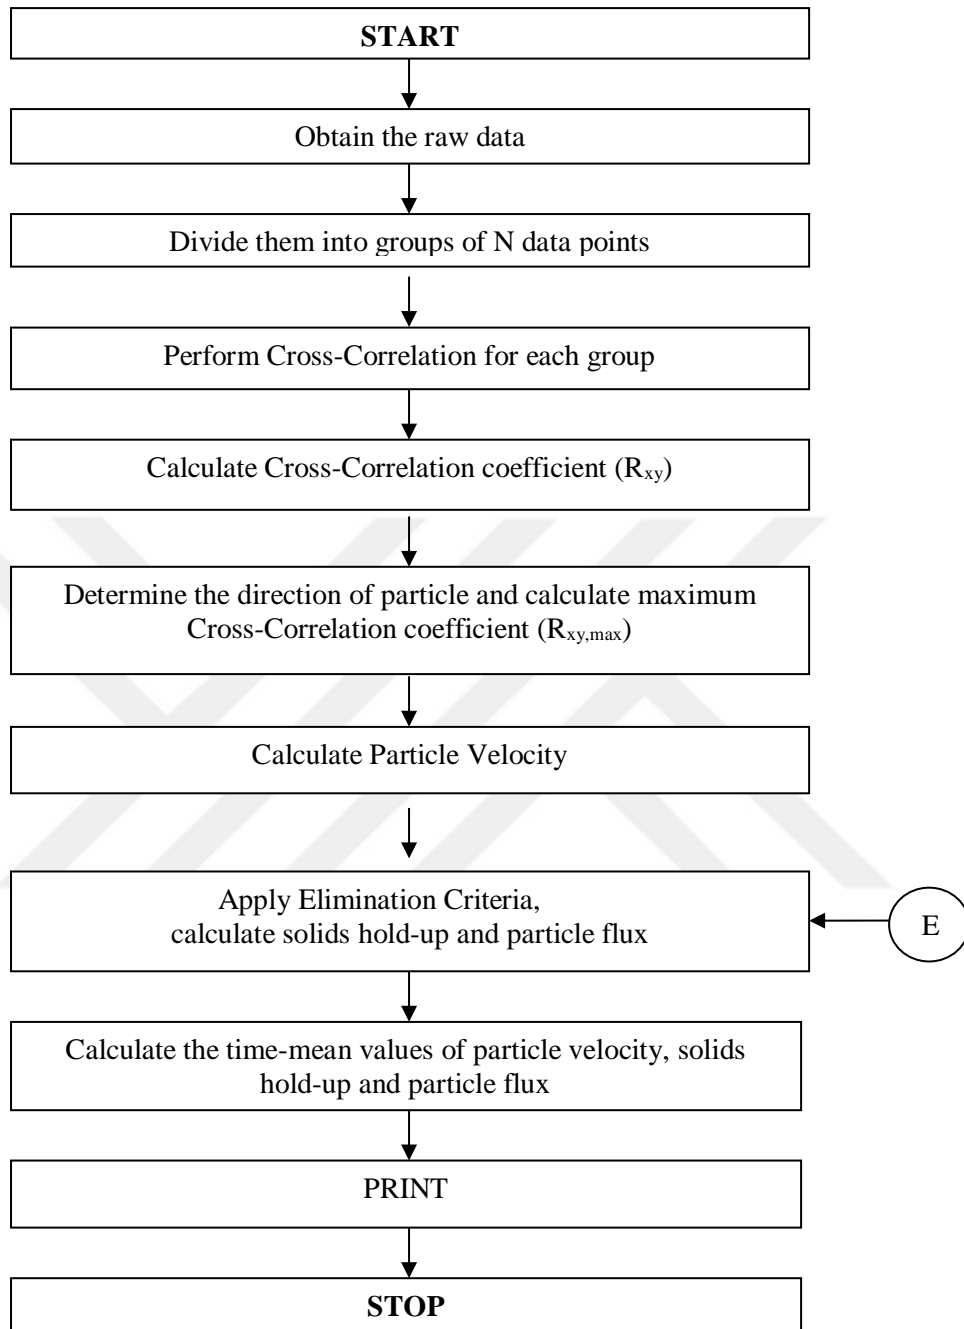 START
Obtain the raw data
Divide them into groups of N data points
Perform Cross-Correlation for each group
Calculate Cross-Correlation coefficient (Rxy)
Determine the direction of particle and calculate maximum
Cross-Correlation coefficient (Rxy,max)
Calculate Particle Velocity
Apply Elimination Criteria,
calculate solids hold-up and particle flux
E
Calculate the time-mean values of particle velocity, solids
hold-up and particle flux
PRINT
STOP